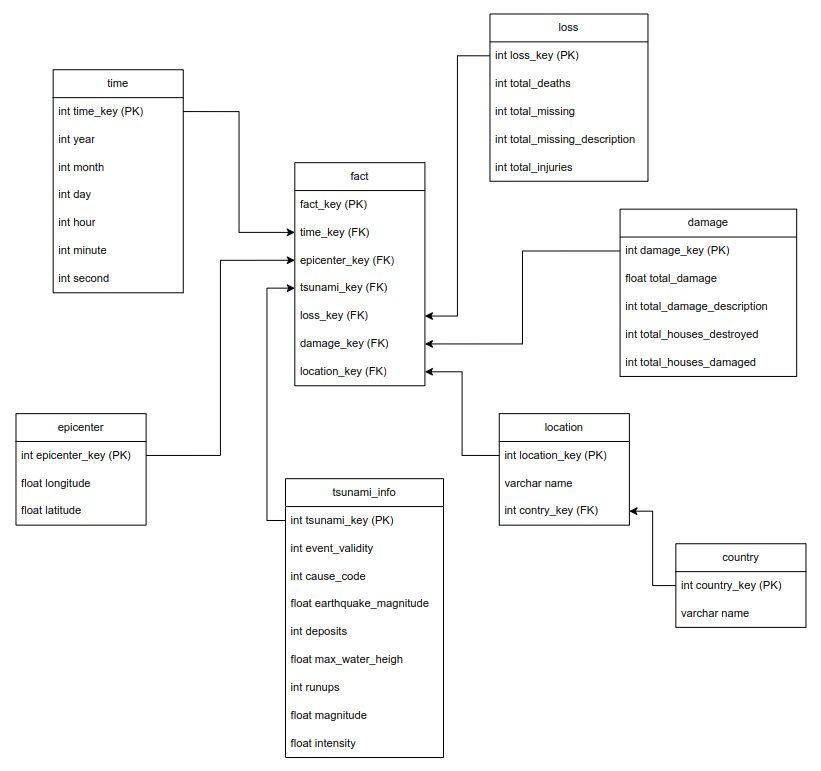 loss
int loss_key (PK)
int total_deaths
int total_missing
int total_missing_description
int total_injuries
time
int time_key (PK)
int year
int month
int day
int hour
int minute
int second
fact
fact_key (PK)
time_key (FK)
epicenter_key (FK)
tsunami_key (FK)
loss_key (FK)
damage_key (FK)
location_key (FK)
damage
int damage_key (PK)
float total_damage
int total_damage_description
int total_houses_destroyed
int total_houses_damaged
epicenter
int epicenter_key (PK)
float longitude
float latitude
location
int location_key (PK)
varchar name
int contry_key (FK)
tsunami_info
int tsunami_key (PK)
int event_validity
int cause_code
float earthquake_magnitude
int deposits
float max_water_heigh
int runups
float magnitude
float intensity
country
int country_key (PK)
varchar name